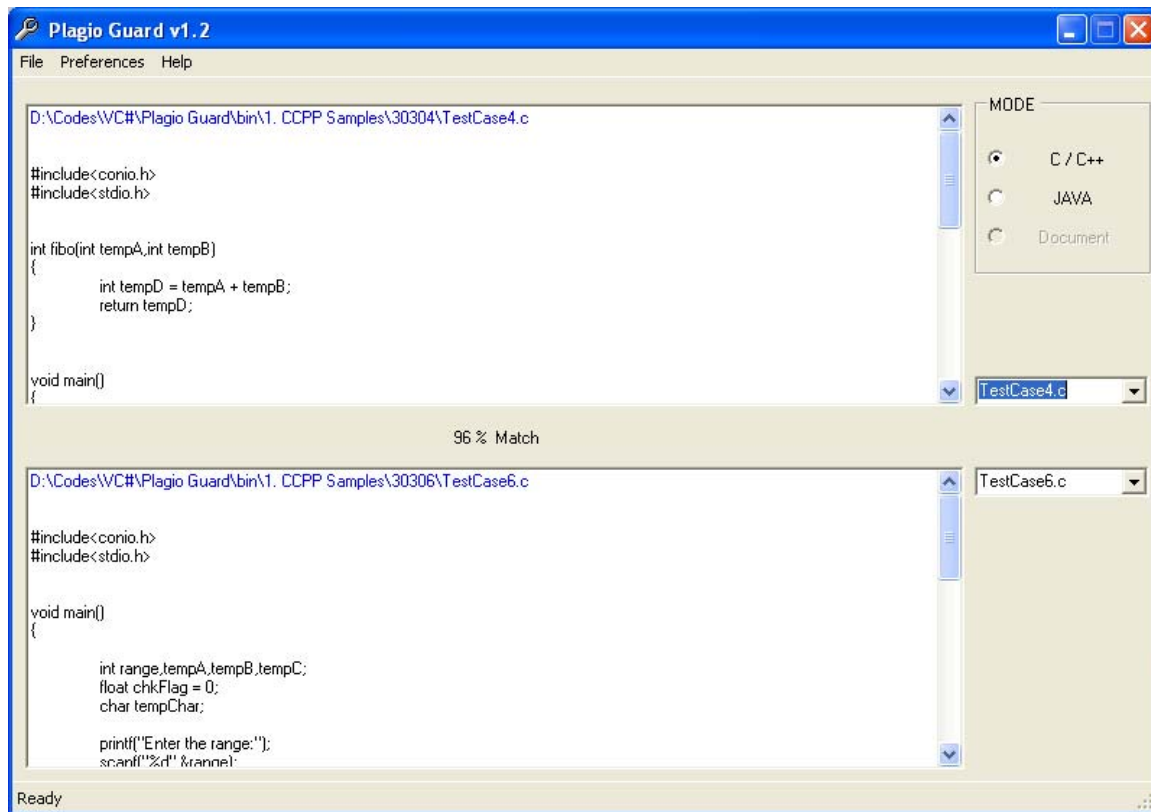 Plagio Guard v1.2
File Preferences Help
D:\Codes\VC#\Plagio Guard\bin\1. CCPP Samples\30304\TestCase4.c
#include<conio.h>
#include<stdio.h>
int fibo(int tempA,int tempB)
{
int tempD = tempA + tempB;
return tempD;
}
void main()
{
MODE
C / C++
JAVA
Document
TestCase4.c
96 % Match
D:\Codes\VC#\Plagio Guard\bin\1. CCPP Samples\30306\TestCase6.c
#include<conio.h>
#include<stdio.h>
void main()
{
int range,tempA,tempB,tempC;
float chkFlag = 0;
char tempChar;
printf("Enter the range:");
scanf("%d" &range);
TestCase6.c
Ready